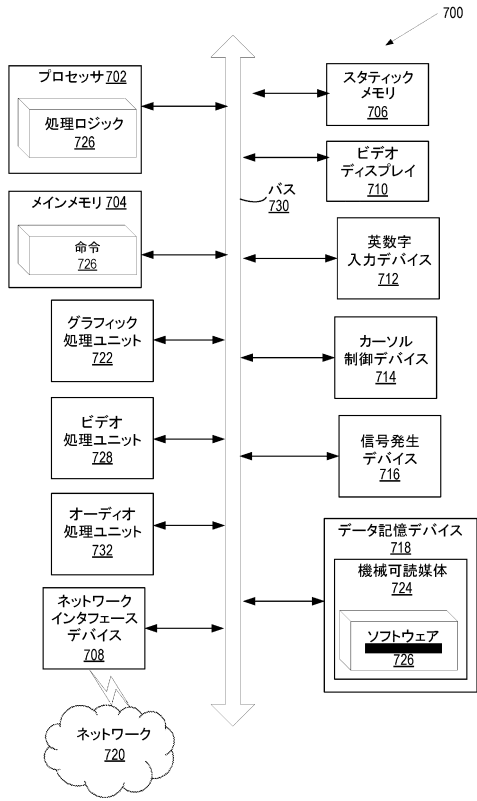 700
プロセッサ 702
処理ロジック
726
メインメモリ 704
命令
726
グラフィック
処理ユニット
722
ビデオ
処理ユニット
728
オーディオ
処理ユニット
732
ネットワーク
インタフェース
デバイス
708
ネットワーク
720
バス
730
スタティック
メモリ
706
ビデオ
ディスプレイ
710
英数字
入力デバイス
712
カーソル
制御デバイス
714
信号発生
デバイス
716
データ記憶デバイス
718
機械可読媒体
724
ソフトウェア
726